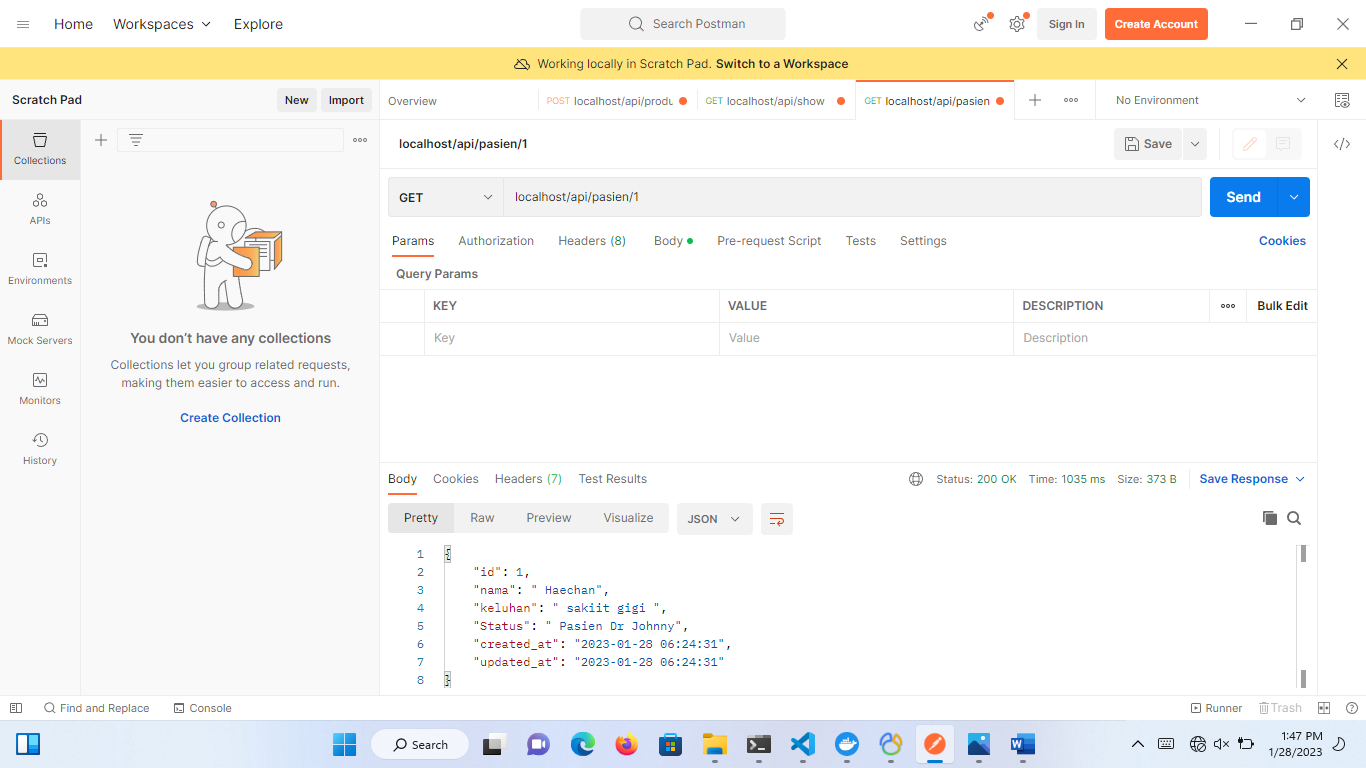 Home Workspaces Explore Search Postman Sign In Create Account
Working locally in Scratch Pad. Switch to a Workspace
Scratch Pad New Import Overview POST localhost/api/produ GET localhost/api/show GET localhost/api/pasien No Environment
Collections
APIs
Environments
Mock Servers
Monitors
History
You don't have any collections
Collections let you group related requests,
making them easier to access and run.
Create Collection
localhost/api/pasien/1 Save
GET localhost/api/pasien/1 Send
Params Authorization Headers (8) Body Pre-request Script Tests Settings Cookies
Query Params
KEY VALUE DESCRIPTION Bulk Edit
Key Value Description
Body Cookies Headers (7) Test Results Status: 200 OK Time: 1035 ms Size: 373 B Save Response
Pretty Raw Preview Visualize JSON
1 {
2 "id": 1,
3 "nama": " Haechan",
4 "keluhan": " sakiit gigi ",
5 "Status": " Pasien Dr Johnny",
6 "created_at": "2023-01-28 06:24:31",
7 "updated_at": "2023-01-28 06:24:31"
8 }
Find and Replace Console Runner Trash
Search 1:47 PM
1/28/2023